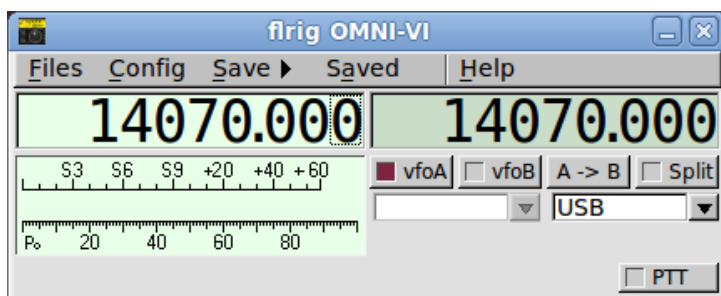 flrig OMNI-VI
Files Config Save Saved Help
14070.000 14070.000
S3 S6 S9 +20 +40 +60
vfoA vfoB A -> B Split
USB
Po 20 40 60 80
PTT